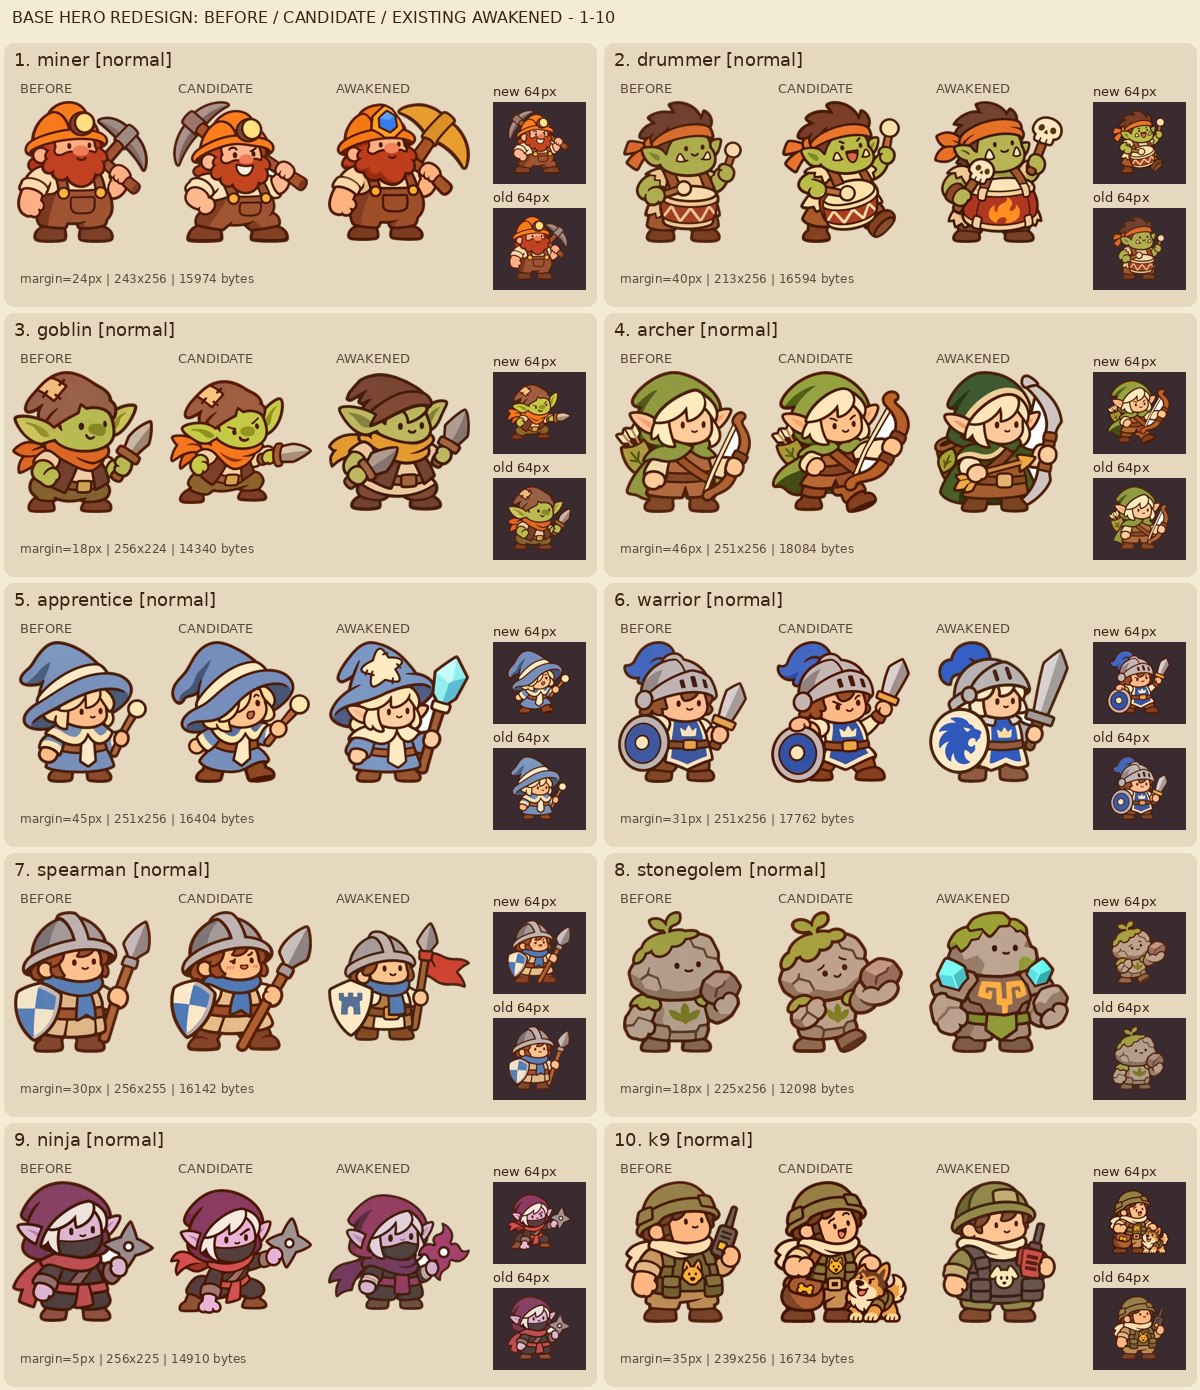 BASE HERO REDESIGN: BEFORE / CANDIDATE / EXISTING AWAKENED - 1-10
1. miner [normal]
BEFORE
CANDIDATE
AWAKENED
new 64px
old 64px
margin=24px | 243x256 | 15974 bytes
2. drummer [normal]
BEFORE
CANDIDATE
AWAKENED
new 64px
old 64px
margin=40px | 213x256 | 16594 bytes
3. goblin [normal]
BEFORE
CANDIDATE
AWAKENED
new 64px
old 64px
margin=18px | 256x224 | 14340 bytes
4. archer [normal]
BEFORE
CANDIDATE
AWAKENED
new 64px
old 64px
margin=46px | 251x256 | 18084 bytes
5. apprentice [normal]
BEFORE
CANDIDATE
AWAKENED
new 64px
old 64px
margin=45px | 251x256 | 16404 bytes
6. warrior [normal]
BEFORE
CANDIDATE
AWAKENED
new 64px
old 64px
margin=31px | 251x256 | 17762 bytes
7. spearman [normal]
BEFORE
CANDIDATE
AWAKENED
new 64px
old 64px
margin=30px | 256x255 | 16142 bytes
8. stonegolem [normal]
BEFORE
CANDIDATE
AWAKENED
new 64px
old 64px
margin=18px | 225x256 | 12098 bytes
9. ninja [normal]
BEFORE
CANDIDATE
AWAKENED
new 64px
old 64px
margin=5px | 256x225 | 14910 bytes
10. k9 [normal]
BEFORE
CANDIDATE
AWAKENED
new 64px
old 64px
margin=35px | 239x256 | 16734 bytes